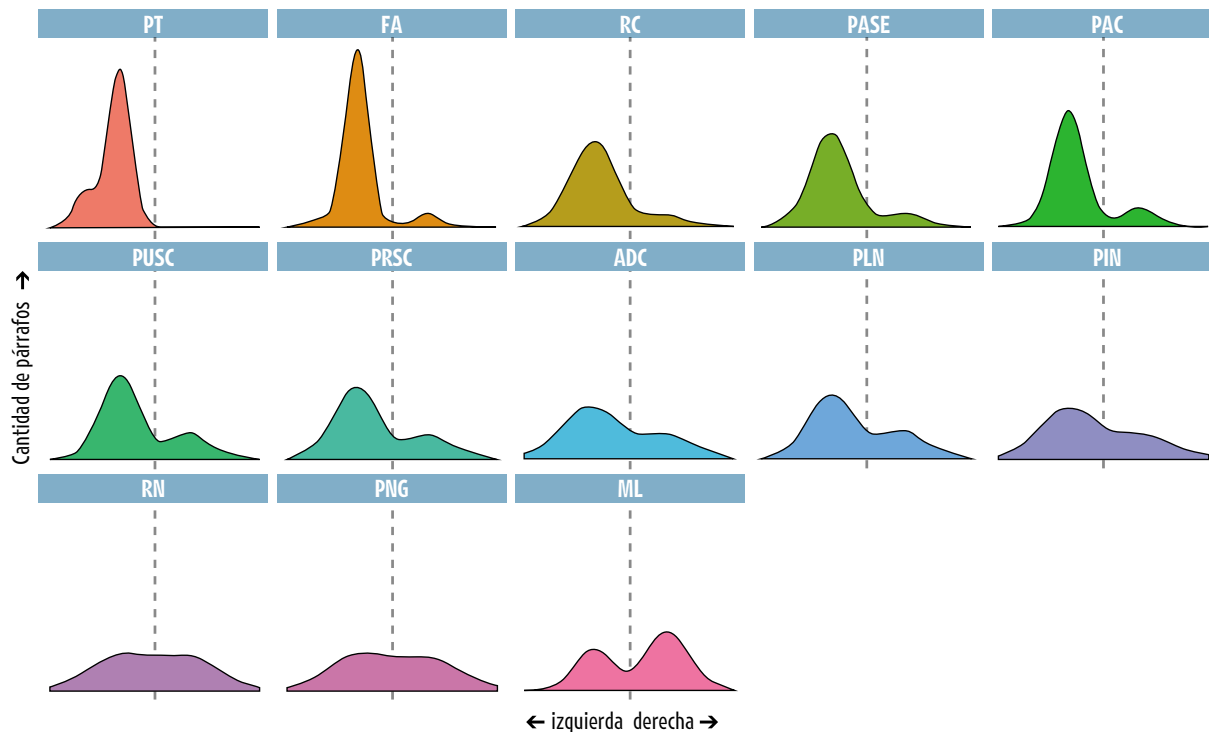 PT
FA
RC
PASE
PAC
PUSC
PRSC
ADC
PLN
PIN
Cantidad de párrafos →
RN
PNG
ML
← izquierda derecha →